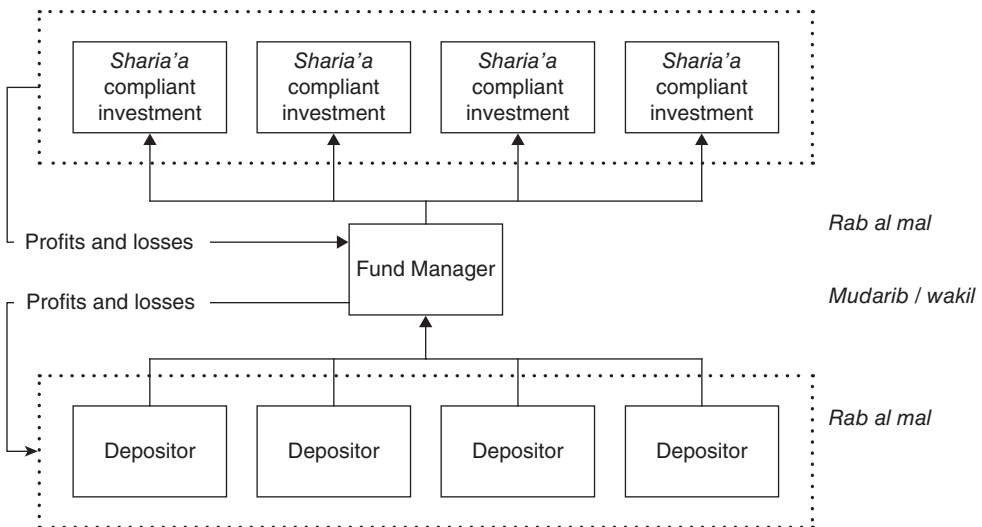 Sharia'a
compliant
investment
Sharia'a
compliant
investment
Sharia'a
compliant
investment
Sharia'a
compliant
investment
Rab al mal
Profits and losses
Fund Manager
Profits and losses
Mudarib / wakil
Rab al mal
Depositor
Depositor
Depositor
Depositor